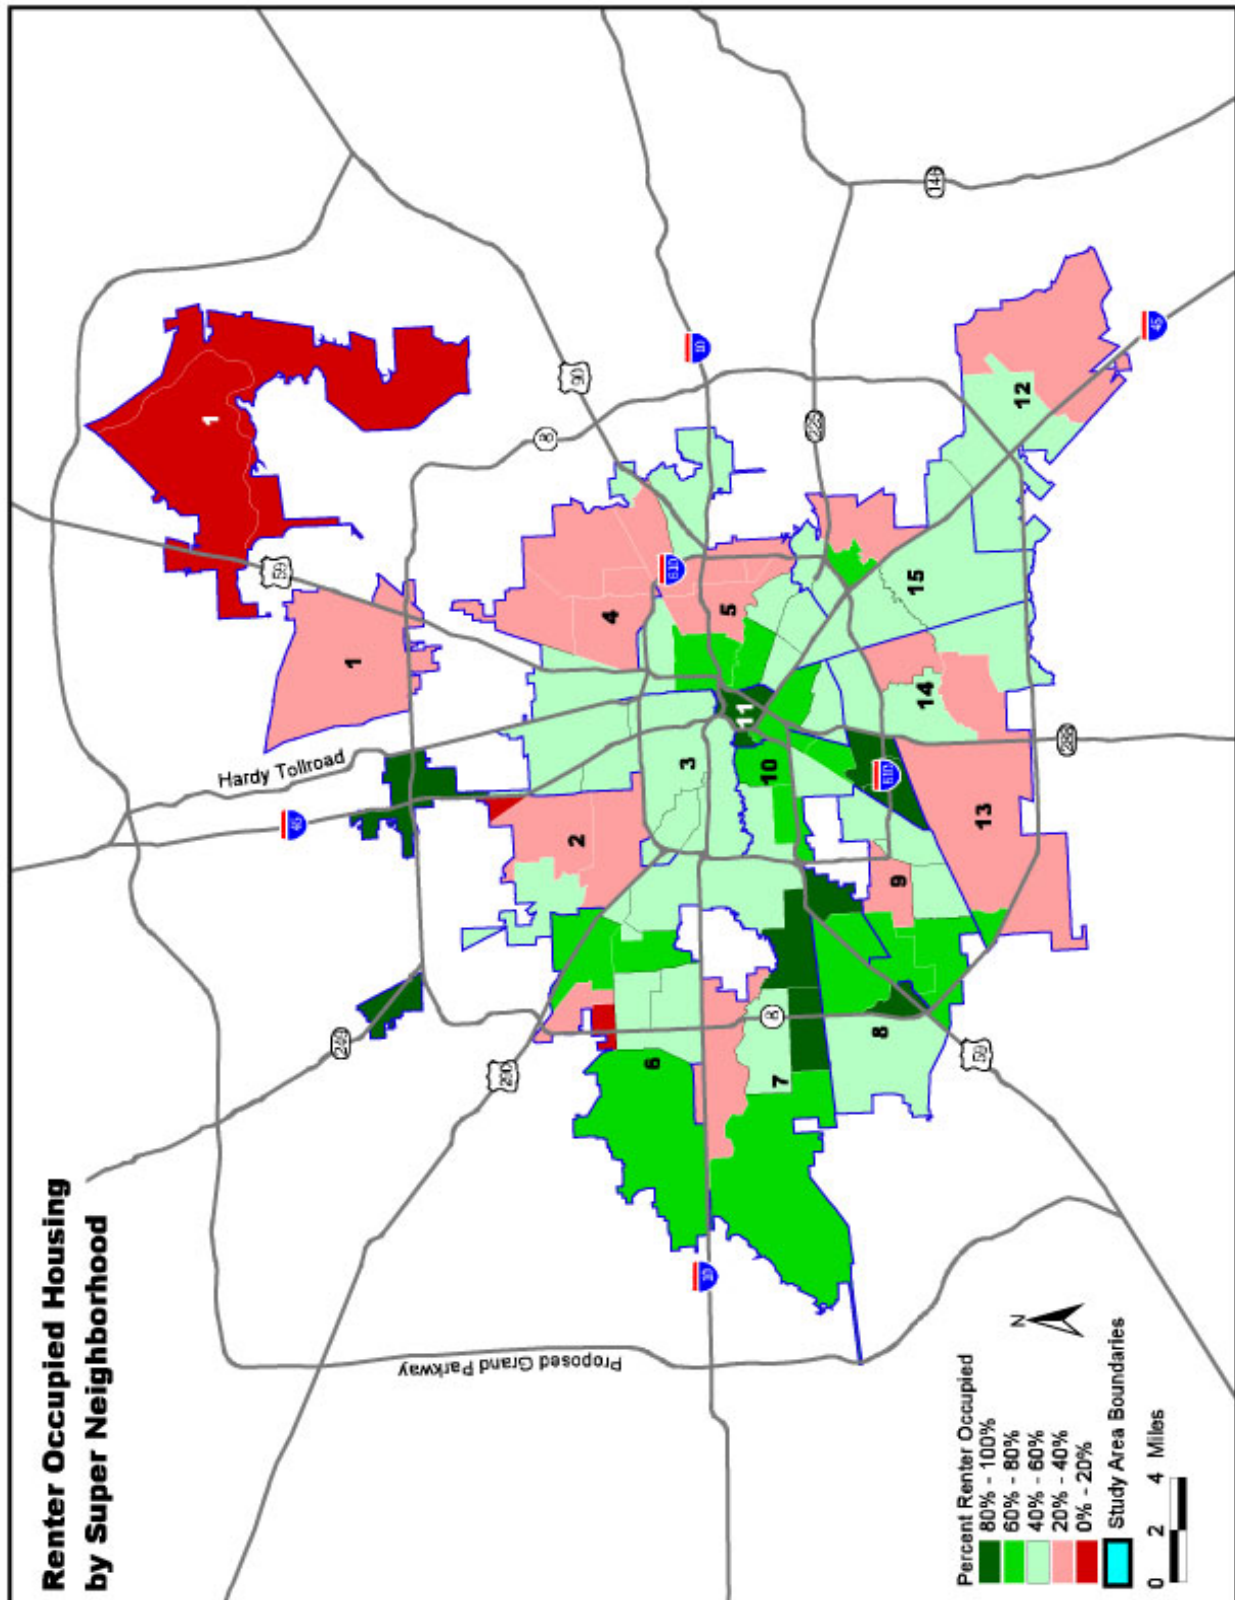 Renter Occupied Housing
by Super Neighborhood
Hardy Tollroad
Proposed Grand Parkway
59
45
90
8
10
610
225
146
45
288
610
249
290
8
59
10
1
1
2
3
4
5
6
7
8
9
10
11
12
13
14
15
N
Percent Renter Occupied
80% - 100%
60% - 80%
40% - 60%
20% - 40%
0% - 20%
Study Area Boundaries
0 2 4 Miles